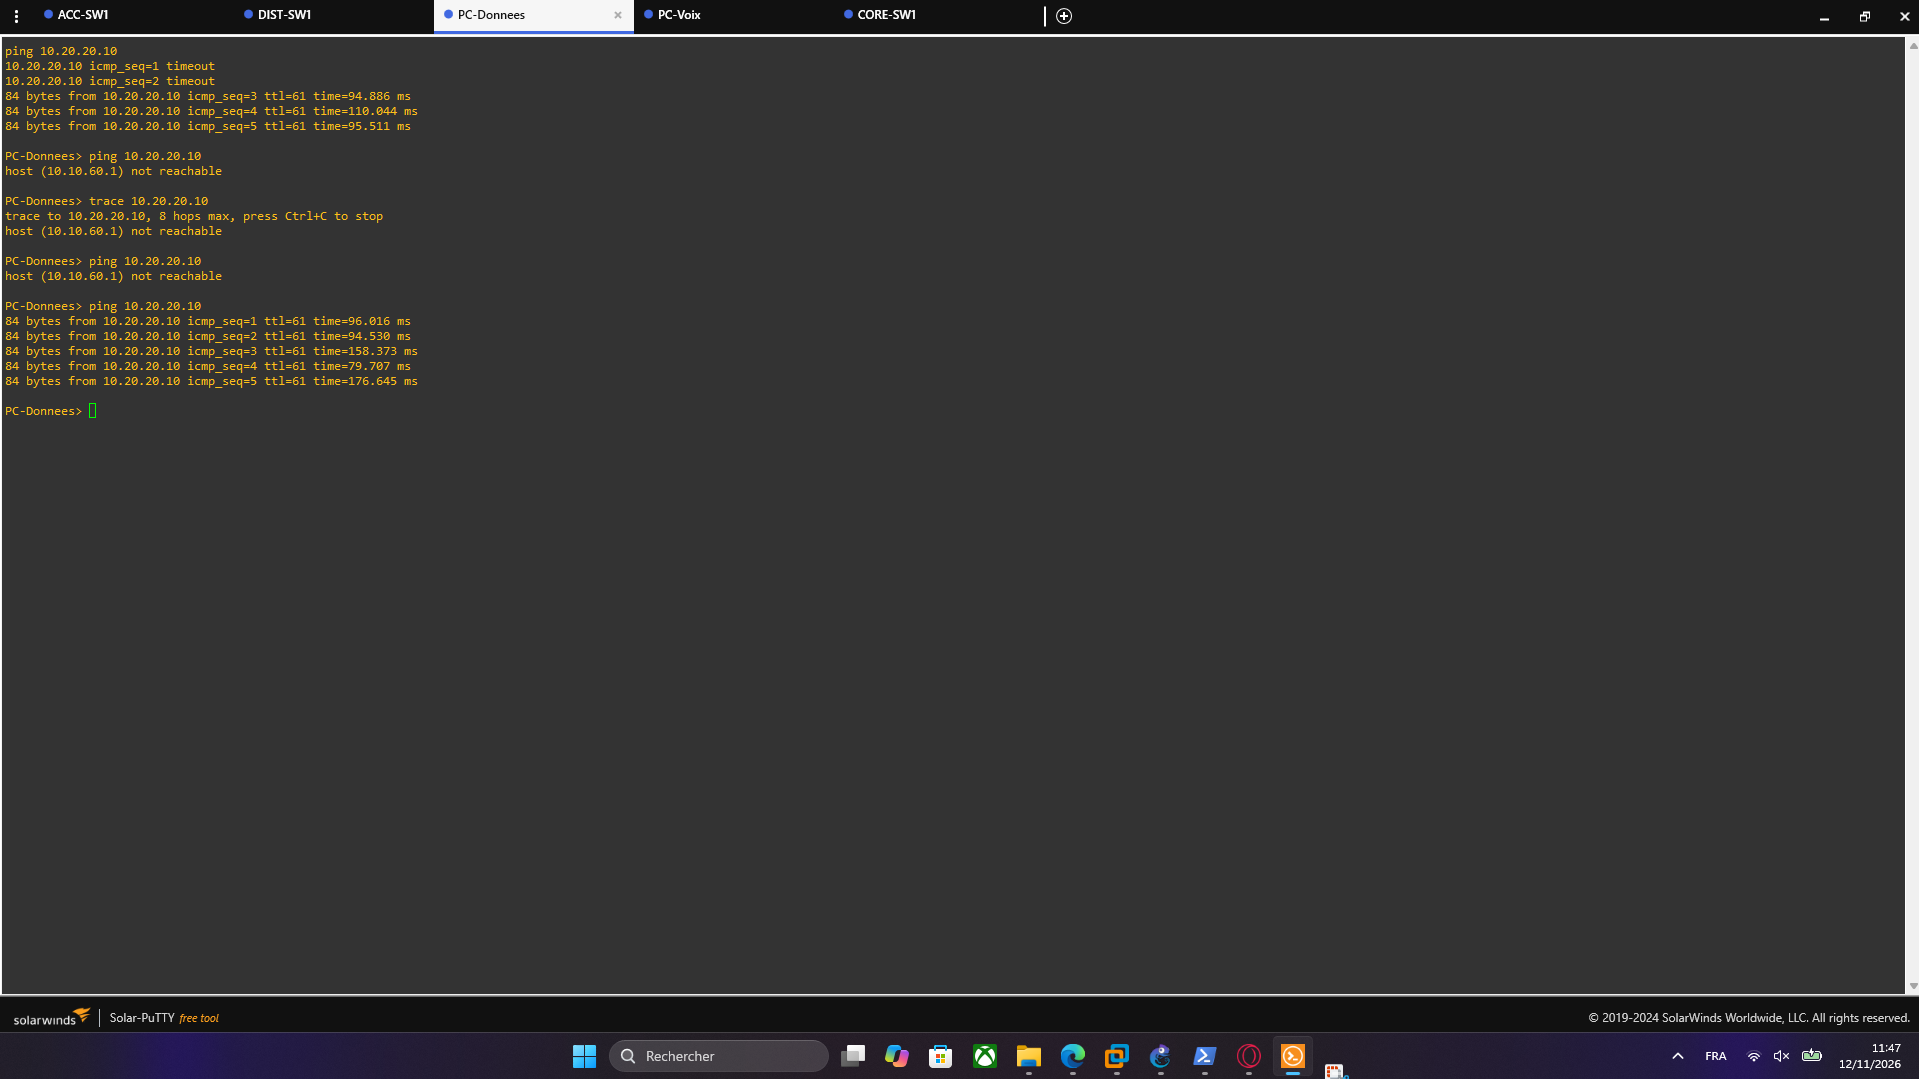 ACC-SW1
DIST-SW1
PC-Donnees
PC-Voix
CORE-SW1
ping 10.20.20.10
10.20.20.10 icmp_seq=1 timeout
10.20.20.10 icmp_seq=2 timeout
84 bytes from 10.20.20.10 icmp_seq=3 ttl=61 time=94.886 ms
84 bytes from 10.20.20.10 icmp_seq=4 ttl=61 time=110.044 ms
84 bytes from 10.20.20.10 icmp_seq=5 ttl=61 time=95.511 ms
PC-Donnees> ping 10.20.20.10
host (10.10.60.1) not reachable
PC-Donnees> trace 10.20.20.10
trace to 10.20.20.10, 8 hops max, press Ctrl+C to stop
host (10.10.60.1) not reachable
PC-Donnees> ping 10.20.20.10
host (10.10.60.1) not reachable
PC-Donnees> ping 10.20.20.10
84 bytes from 10.20.20.10 icmp_seq=1 ttl=61 time=96.016 ms
84 bytes from 10.20.20.10 icmp_seq=2 ttl=61 time=94.530 ms
84 bytes from 10.20.20.10 icmp_seq=3 ttl=61 time=158.373 ms
84 bytes from 10.20.20.10 icmp_seq=4 ttl=61 time=79.707 ms
84 bytes from 10.20.20.10 icmp_seq=5 ttl=61 time=176.645 ms
PC-Donnees>
solarwinds | Solar-PuTTY free tool
© 2019-2024 SolarWinds Worldwide, LLC. All rights reserved.
Rechercher
FRA
11:47
12/11/2026